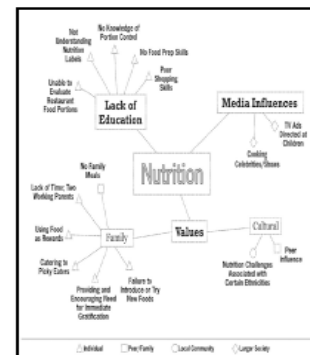 No Knowledge of
Portion Control
Not
Understanding
Nutrition
Labels
No Food Prep Skills
Poor
Shopping
Skills
Unable to
Evaluate
Restaurant
Food Portions
Lack of
Education
Media Influences
TV Ads
Directed at
Children
Cooking
Celebrities/Shows
Nutrition
No Family
Meals
Lack of Time; Two
Working Parents
Using Food
as Rewards
Family
Values
Cultural
Catering to
Picky Eaters
Providing and
Encouraging Need for
Immediate
Gratification
Failure to
Introduce or Try
New Foods
Nutrition Challenges
Associated with
Certain Ethnicities
Peer
Influence
Individual
Peer/Family
Local Community
Larger Society